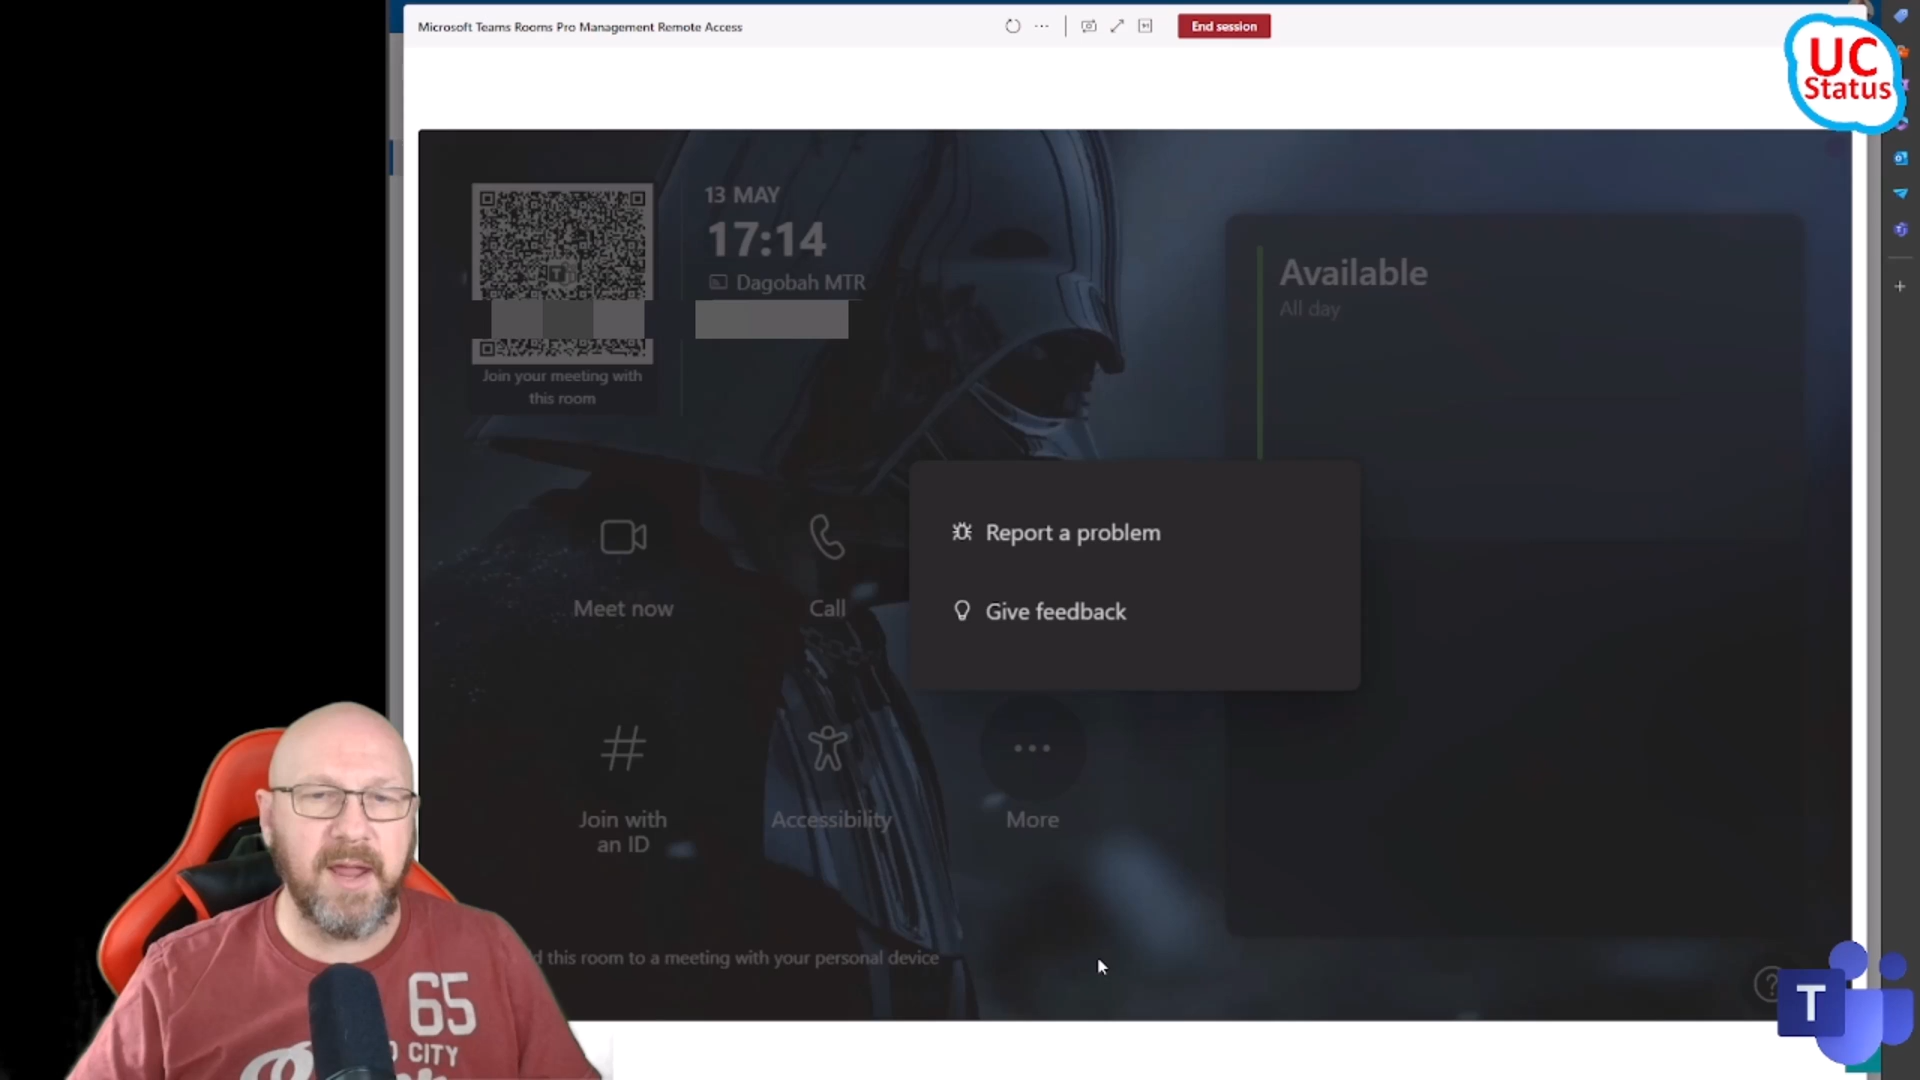 Microsoft Teams Rooms Pro Management Remote Access
End session
UC
Status
13 MAY
17:14
Dagobah MTR
Join your meeting with
this room
Available
All day
Report a problem
Give feedback
Meet now
Call
Join with
an ID
Accessibility
More
this room to a meeting with your personal device
65
CITY
T